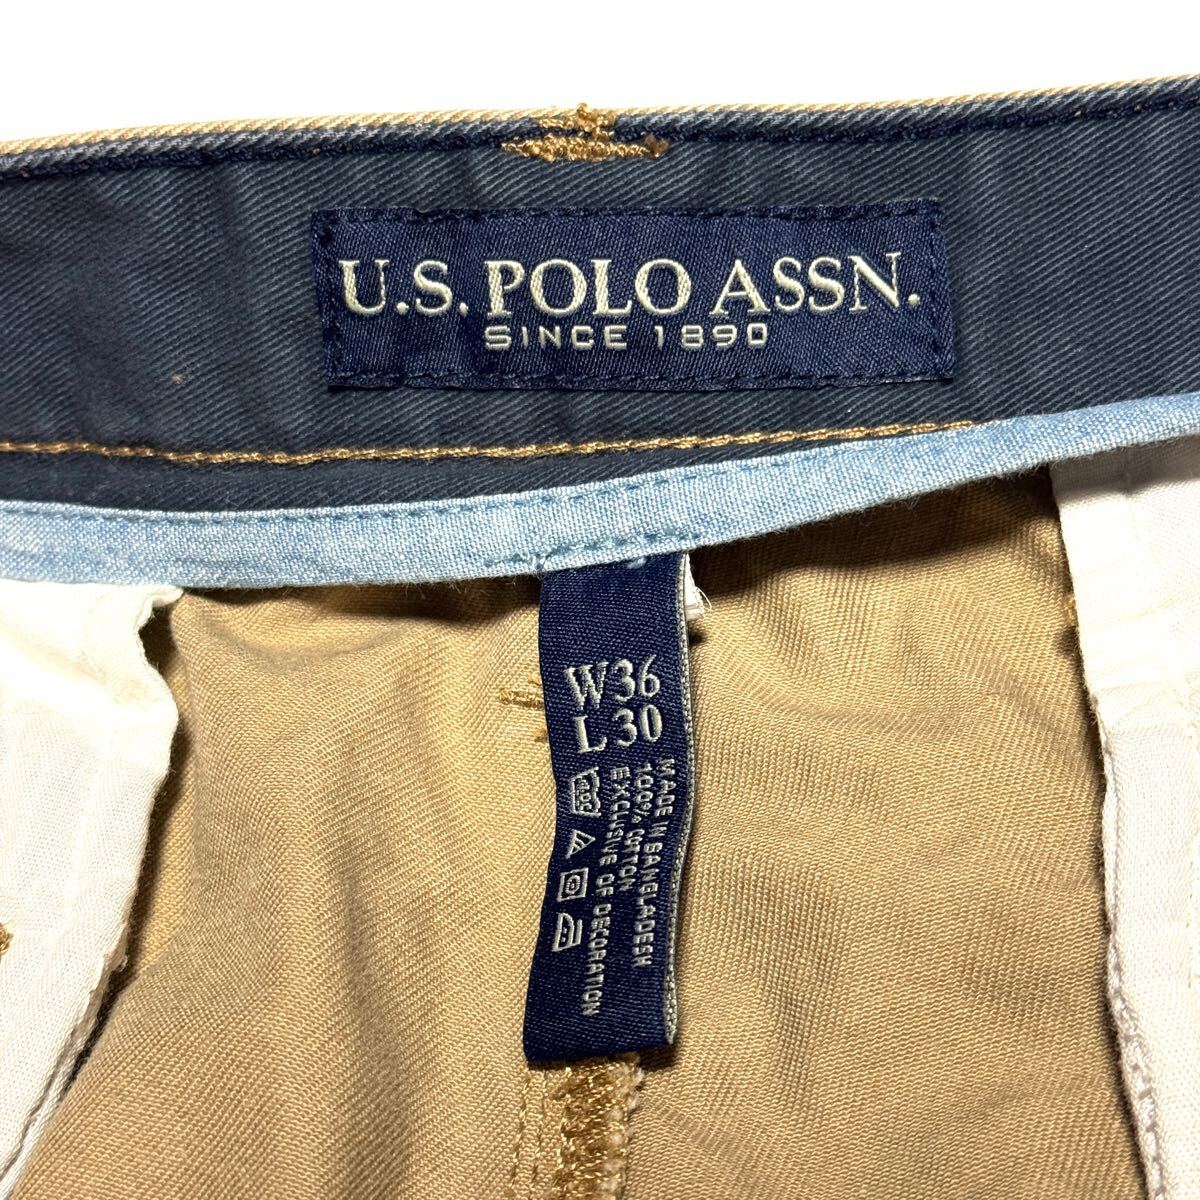 U.S. POLO ASSN.
SINCE 1890
W36
L30
MADE IN BANGLADESH
100% COTTON
EXCLUSIVE OF DECORATION